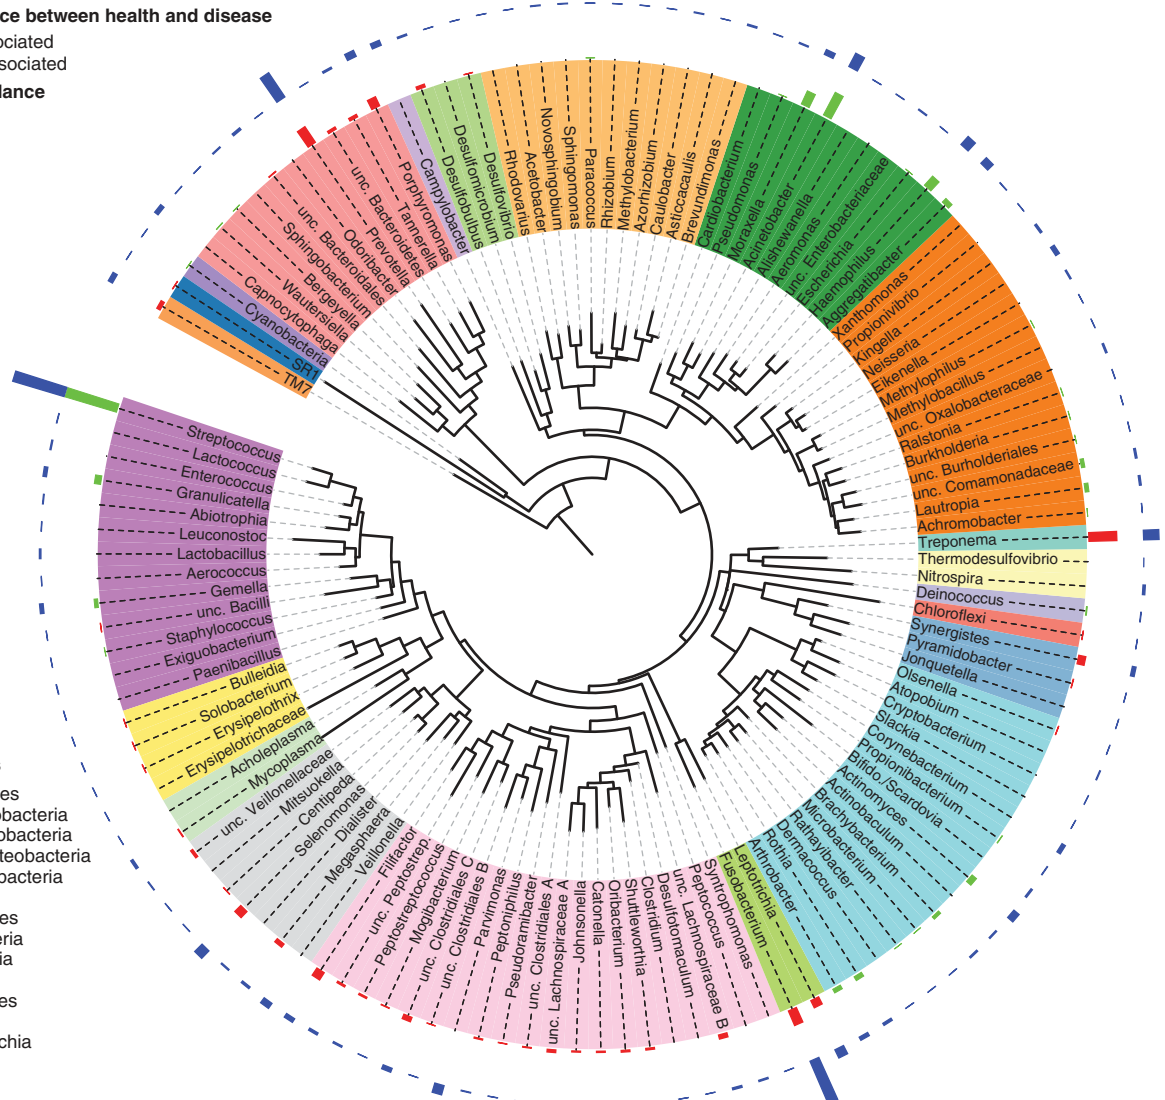 ce between health and disease
ociated
sociated
lance
Streptococcus
Lactococcus
Enterococcus
Granulicatella
Abiotrophia
Leuconostoc
Lactobacillus
Aerococcus
Gemella
unc. Bacilli
Staphylococcus
Exiguobacterium
Paenibacillus
Bulleidia
Solobacterium
Erysipelothrix
Erysipelotrichaceae
Acholeplasma
Mycoplasma
unc. Veillonellaceae
Mitsuokella
Centipeda
Selenomonas
Dialister
Megasphaera
Veillonella
Filifactor
unc. Peptostrep.
Peptostreptococcus
Mogibacterium
unc. Clostridiales C
unc. Clostridiales B
Parvimonas
Peptoniphilus
Pseudoramibacter
unc. Clostridiales A
unc. Lachnospiraceae A
Johnsonella
Catonella
Oribacterium
Shuttleworthia
Clostridium
Desulfotomaculum
unc. Lachnospiraceae B
Peptococcus
Syntrophomonas
Fusobacterium
Leptotrichia
Arthrobacter
Rothia
Dermacoccus
Rathayibacter
Microbacterium
Brachybacterium
Actinobaculum
Actinomyces
Bifido./Scardovia
Propionibacterium
Corynebacterium
Slackia
Cryptobacterium
Atopobium
Olsenella
Jonquetella
Pyramidobacter
Synergistes
Chloroflexi
Deinococcus
Nitrospira
Thermodesulfovibrio
Treponema
Achromobacter
Lautropia
unc. Comamonadaceae
unc. Burholderiales
Burkholderia
Ralstonia
unc. Oxalobacteraceae
Methylobacillus
Methylophilus
Eikenella
Neisseria
Kingella
Propionivibrio
Xanthomonas
Aggregatibacter
Haemophilus
Escherichia
unc. Enterobacteriaceae
Aeromonas
Alishewanella
Acinetobacter
Moraxella
Pseudomonas
Cardiobacterium
Brevundimonas
Asticcacaulis
Caulobacter
Azorhizobium
Methylobacterium
Rhizobium
Paracoccus
Sphingomonas
Novosphingobium
Acetobacter
Rhodovarius
Desulfovibrio
Desulfomicrobium
Desulfobulbus
Campylobacter
Porphyromonas
Tannerella
unc. Bacteroidetes
Prevotella
Odoribacter
unc. Bacteroidales
Sphingobacterium
Bergeyella
Wautersiella
Capnocytophaga
Cyanobacteria
SR1
TM7
es
obacteria
obacteria
teobacteria
bacteria
es
eria
ia
es
chia